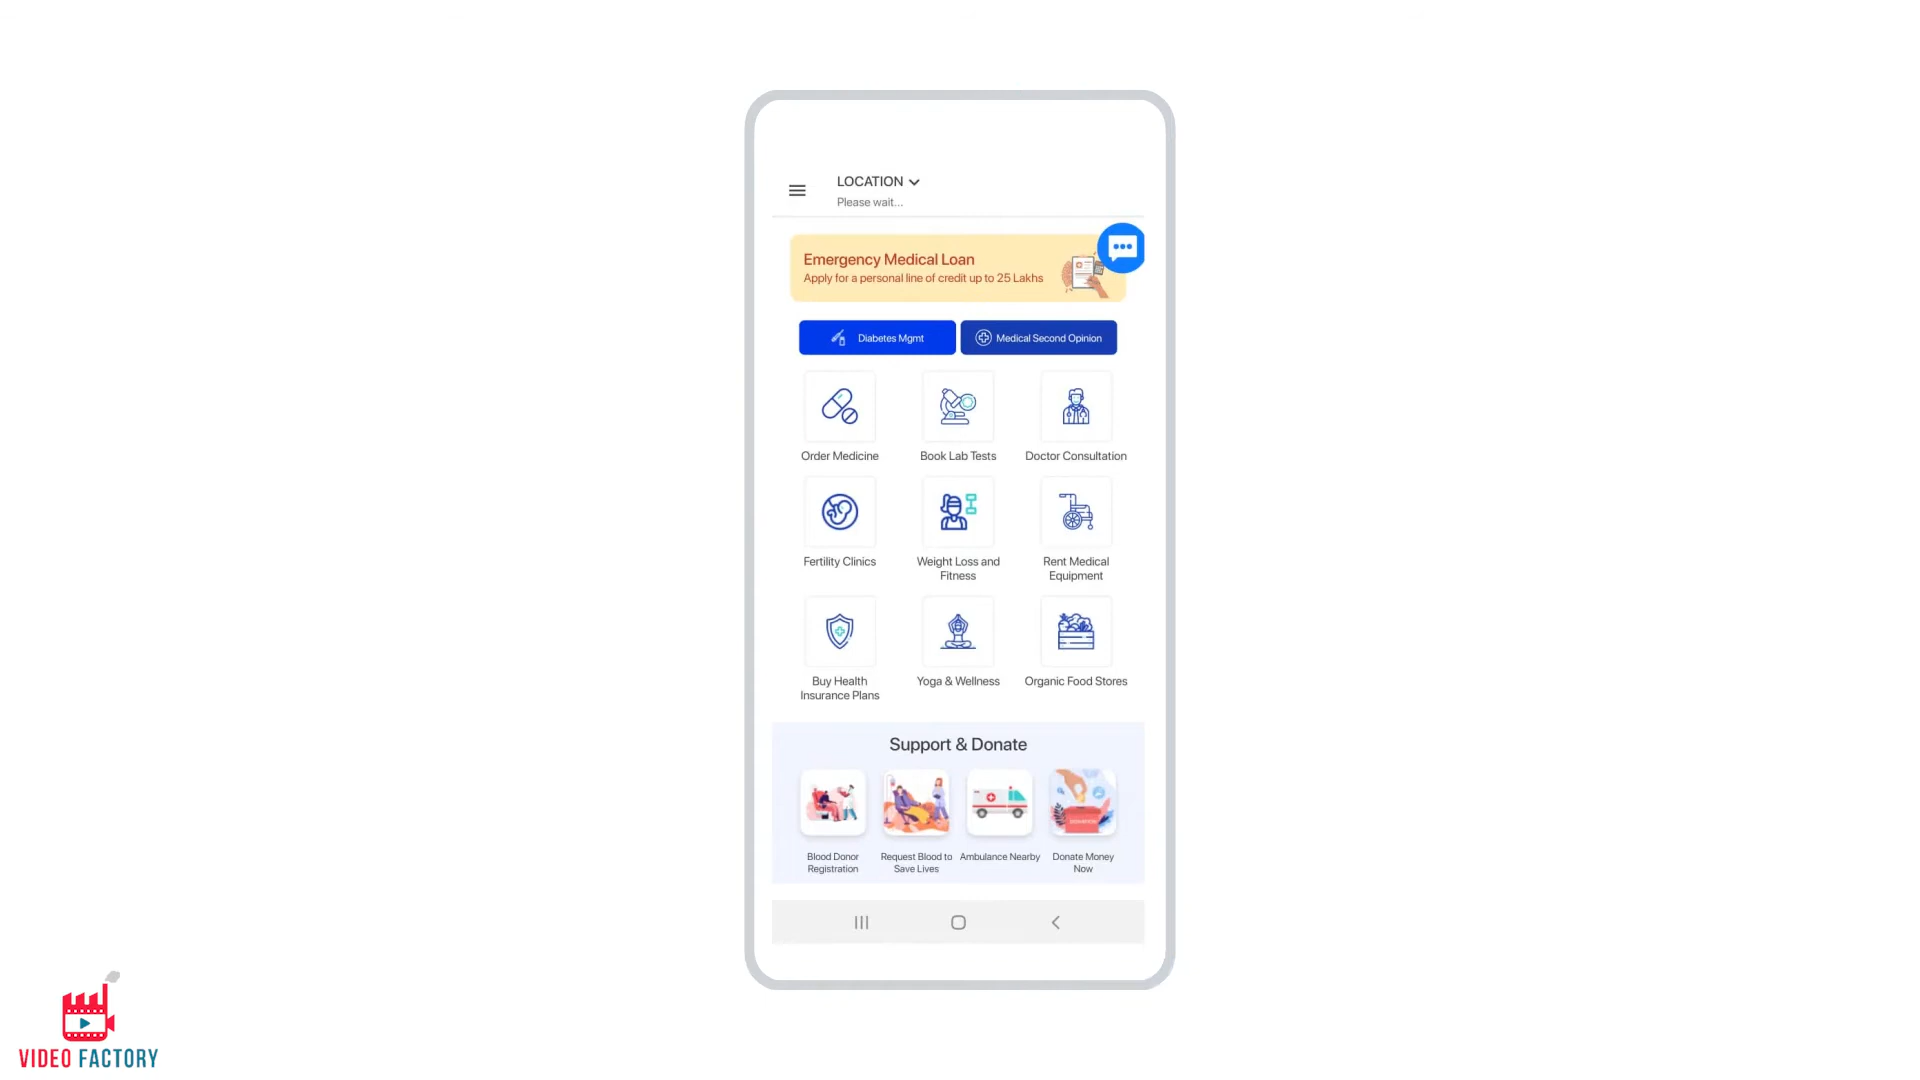 LOCATION
Please wait...
Emergency Medical Loan
Apply for a personal line of credit up to 25 Lakhs
Diabetes Mgmt
Medical Second Opinion
Order Medicine
Book Lab Tests
Doctor Consultation
Fertility Clinics
Weight Loss and
Fitness
Rent Medical
Equipment
Buy Health
Insurance Plans
Yoga & Wellness
Organic Food Stores
Support & Donate
DONATION
Blood Donor
Registration
Request Blood to
Save Lives
Ambulance Nearby
Donate Money
Now
VIDEO FACTORY